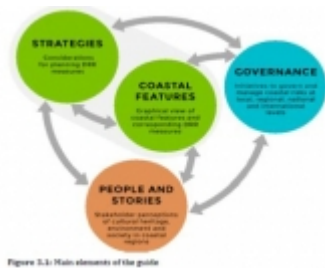 STRATEGIES
Considerations
for planning
measures
COASTAL
FEATURES
Graphical view of
coastal features and
corresponding
measures
GOVERNANCE
Initiatives to govern and
manage coastal risks at
local, regional, national
and international
levels
PEOPLE AND
STORIES
Stakeholder perceptions
of cultural heritage,
environment and
society in coastal
regions
Figure 3.1: Main elements of the guide